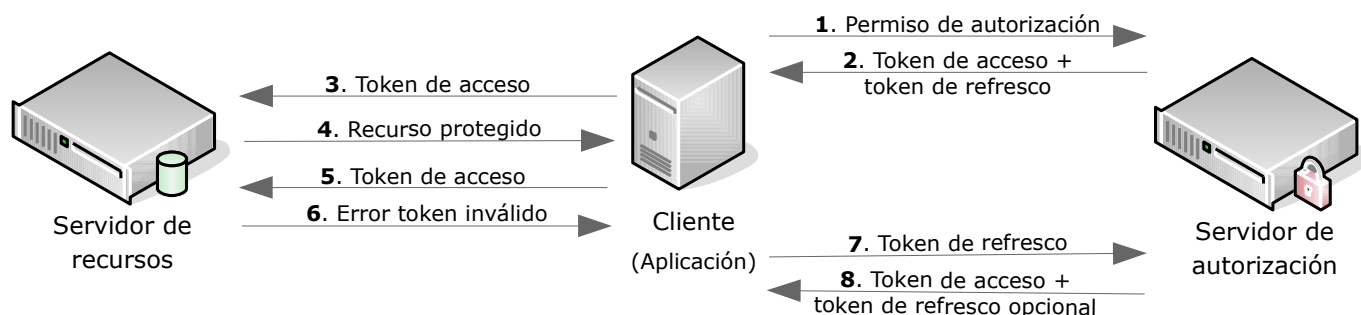 1. Permiso de autorización
2. Token de acceso +
token de refresco
3. Token de acceso
4. Recurso protegido
5. Token de acceso
6. Error token inválido
Servidor de
recursos
Cliente
(Aplicación)
7. Token de refresco
8. Token de acceso +
token de refresco opcional
Servidor de
autorización